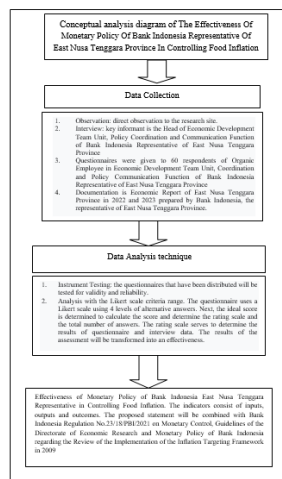 Conceptual analysis diagram of The Effectiveness Of
Monetary Policy Of Bank Indonesia Representative Of
East Nusa Tenggara Province In Controlling Food Inflation
Data Collection
1. Observation: direct observation to the research site.
2. Interview: key informant is the Head of Economic Development
Team Unit, Policy Coordination and Communication Function
of Bank Indonesia Representative of East Nusa Tenggara
Province
3. Questionnaires were given to 60 respondents of Organic
Employee in Economic Development Team Unit, Coordination
and Policy Communication Function of Bank Indonesia
Representative of East Nusa Tenggara Province
4. Documentation is Economic Report of East Nusa Tenggara
Province in 2022 and 2023 prepared by Bank Indonesia, the
representative of East Nusa Tenggara Province.
Data Analysis technique
1. Instrument Testing: the questionnaires that have been distributed will be
tested for validity and reliability.
2. Analysis with the Likert scale criteria range. The questionnaire uses a
Likert scale using 4 levels of alternative answers. Next, the ideal score
is determined to calculate the score and determine the rating scale and
the total number of answers. The rating scale serves to determine the
results of questionnaire and interview data. The results of the
assessment will be transformed into an effectiveness.
Effectiveness of Monetary Policy of Bank Indonesia East Nusa Tenggara
Representative in Controlling Food Inflation. The indicators consist of inputs,
outputs and outcomes. The proposed statement will be combined with Bank
Indonesia Regulation No.23/18/PBI/2021 on Monetary Control, Guidelines of the
Directorate of Economic Research and Monetary Policy of Bank Indonesia
regarding the Review of the Implementation of the Inflation Targeting Framework
in 2009